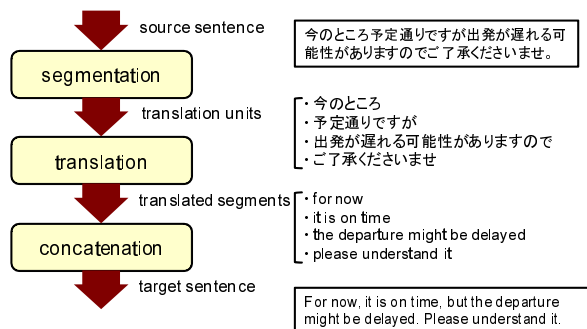 source sentence
今のところ予定通りですが出発が遅れる可
能性がありますのでご了承くださいませ。
segmentation
translation units
・今のところ
・予定通りですが
・出発が遅れる可能性がありますので
・ご了承くださいませ
translation
translated segments
・for now
・it is on time
・the departure might be delayed
・please understand it
concatenation
target sentence
For now, it is on time, but the departure
might be delayed. Please understand it.